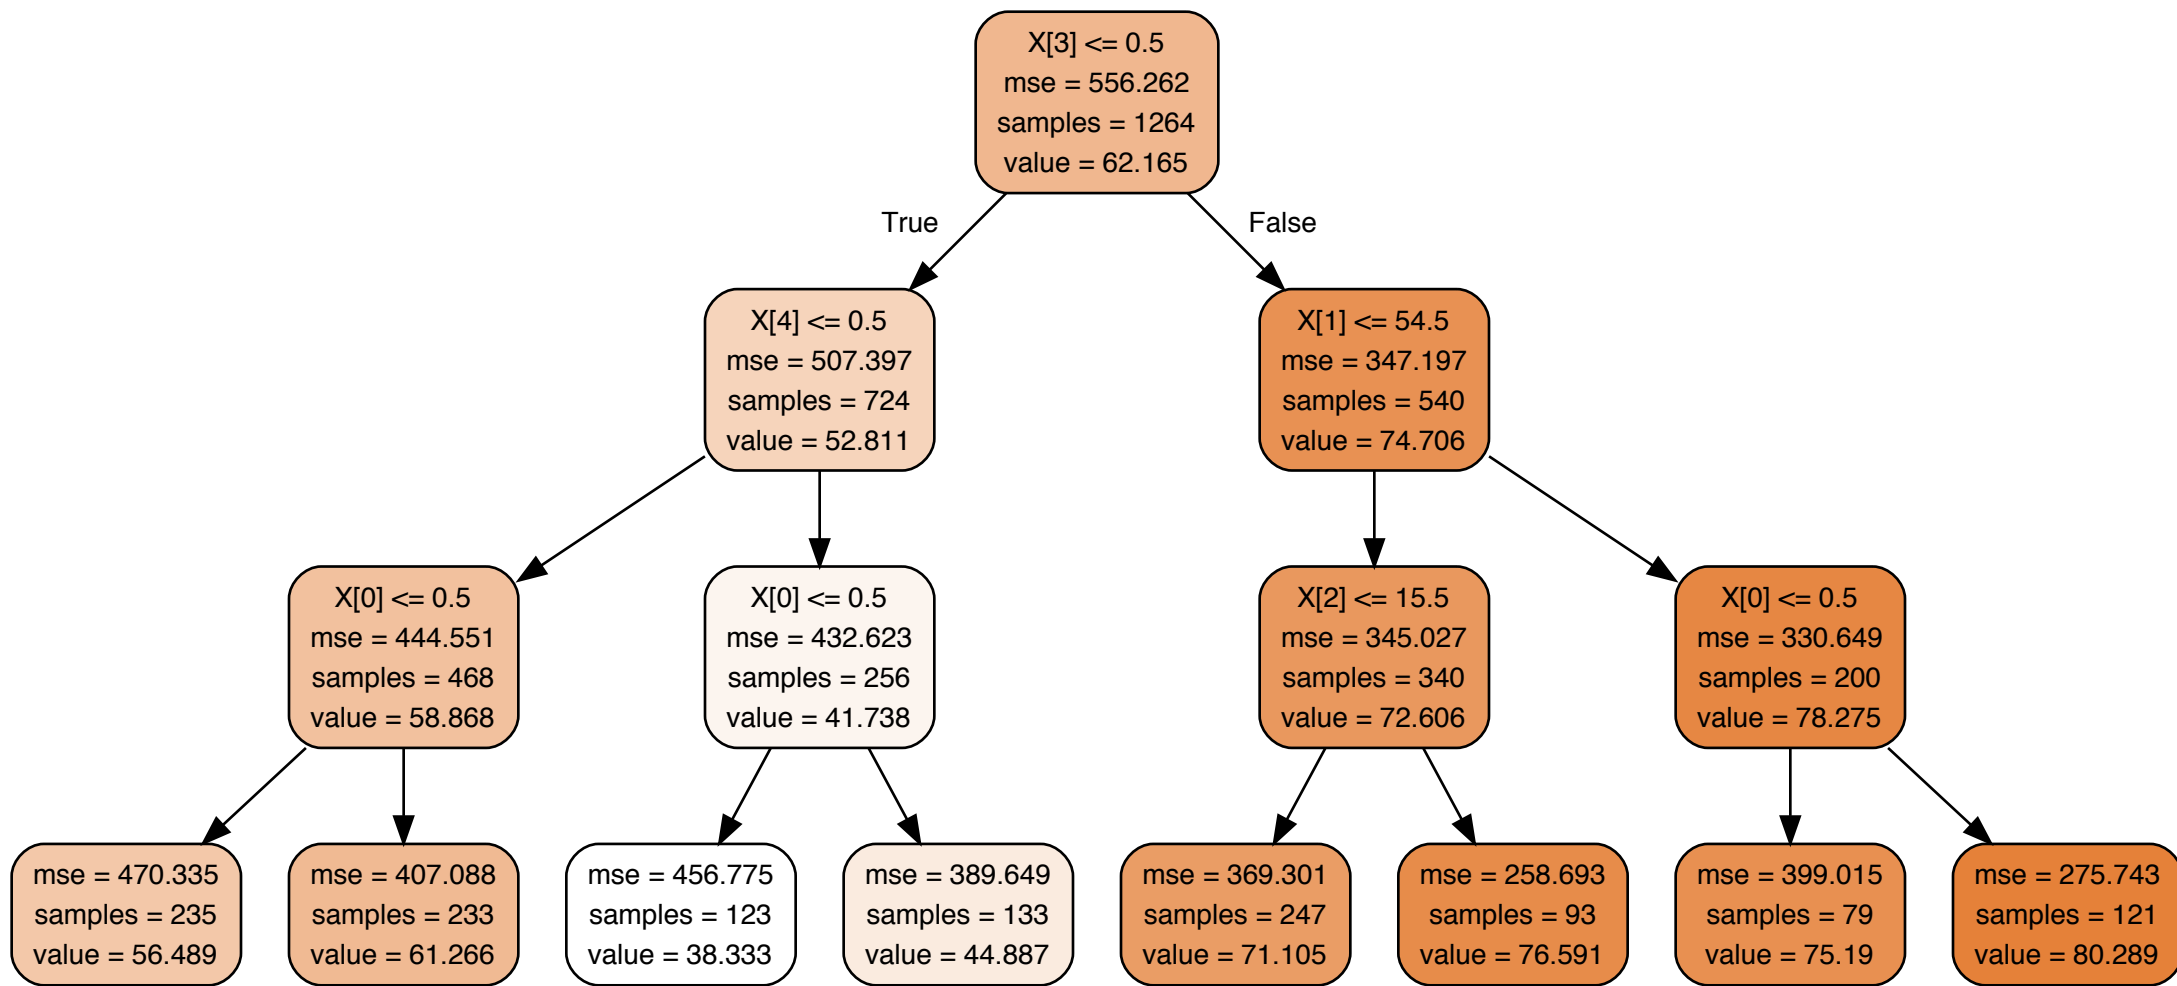 X[3] <= 0.5
mse = 556.262
samples = 1264
value = 62.165
True
False
X[4] <= 0.5
mse = 507.397
samples = 724
value = 52.811
X[1] <= 54.5
mse = 347.197
samples = 540
value = 74.706
X[0] <= 0.5
mse = 444.551
samples = 468
value = 58.868
X[0] <= 0.5
mse = 432.623
samples = 256
value = 41.738
X[2] <= 15.5
mse = 345.027
samples = 340
value = 72.606
X[0] <= 0.5
mse = 330.649
samples = 200
value = 78.275
mse = 470.335
samples = 235
value = 56.489
mse = 407.088
samples = 233
value = 61.266
mse = 456.775
samples = 123
value = 38.333
mse = 389.649
samples = 133
value = 44.887
mse = 369.301
samples = 247
value = 71.105
mse = 258.693
samples = 93
value = 76.591
mse = 399.015
samples = 79
value = 75.19
mse = 275.743
samples = 121
value = 80.289